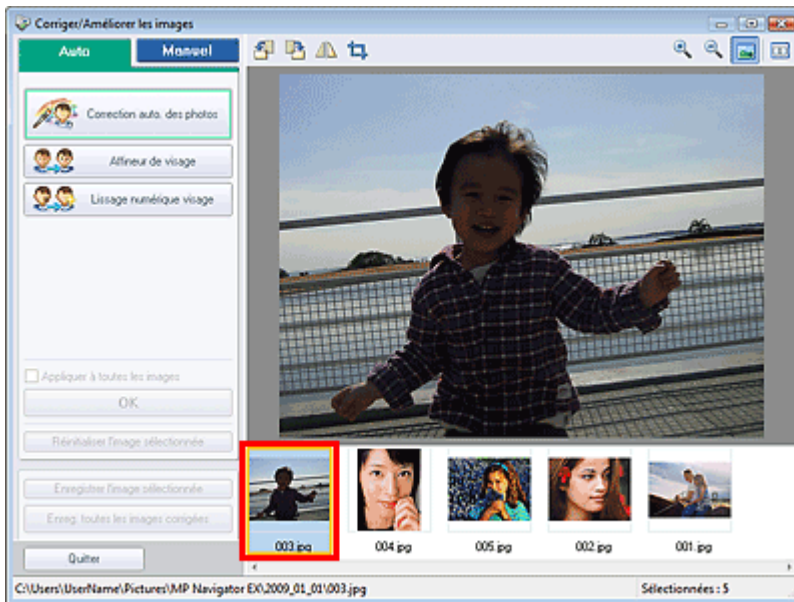 Corriger/Améliorer les images
Auto
Manuel
Correction auto. des photos
Affineur de visage
Lissage numérique visage
Appliquer à toutes les images
OK
Réinitialiser l'image sélectionnée
Enregistrer l'image sélectionnée
Enreg. toutes les images corrigées
Quitter
003.jpg
004.jpg
005.jpg
002.jpg
001.jpg
C:\Users\UserName\Pictures\MP Navigator EX\2009_01_01\003.jpg
Sélectionnées : 5